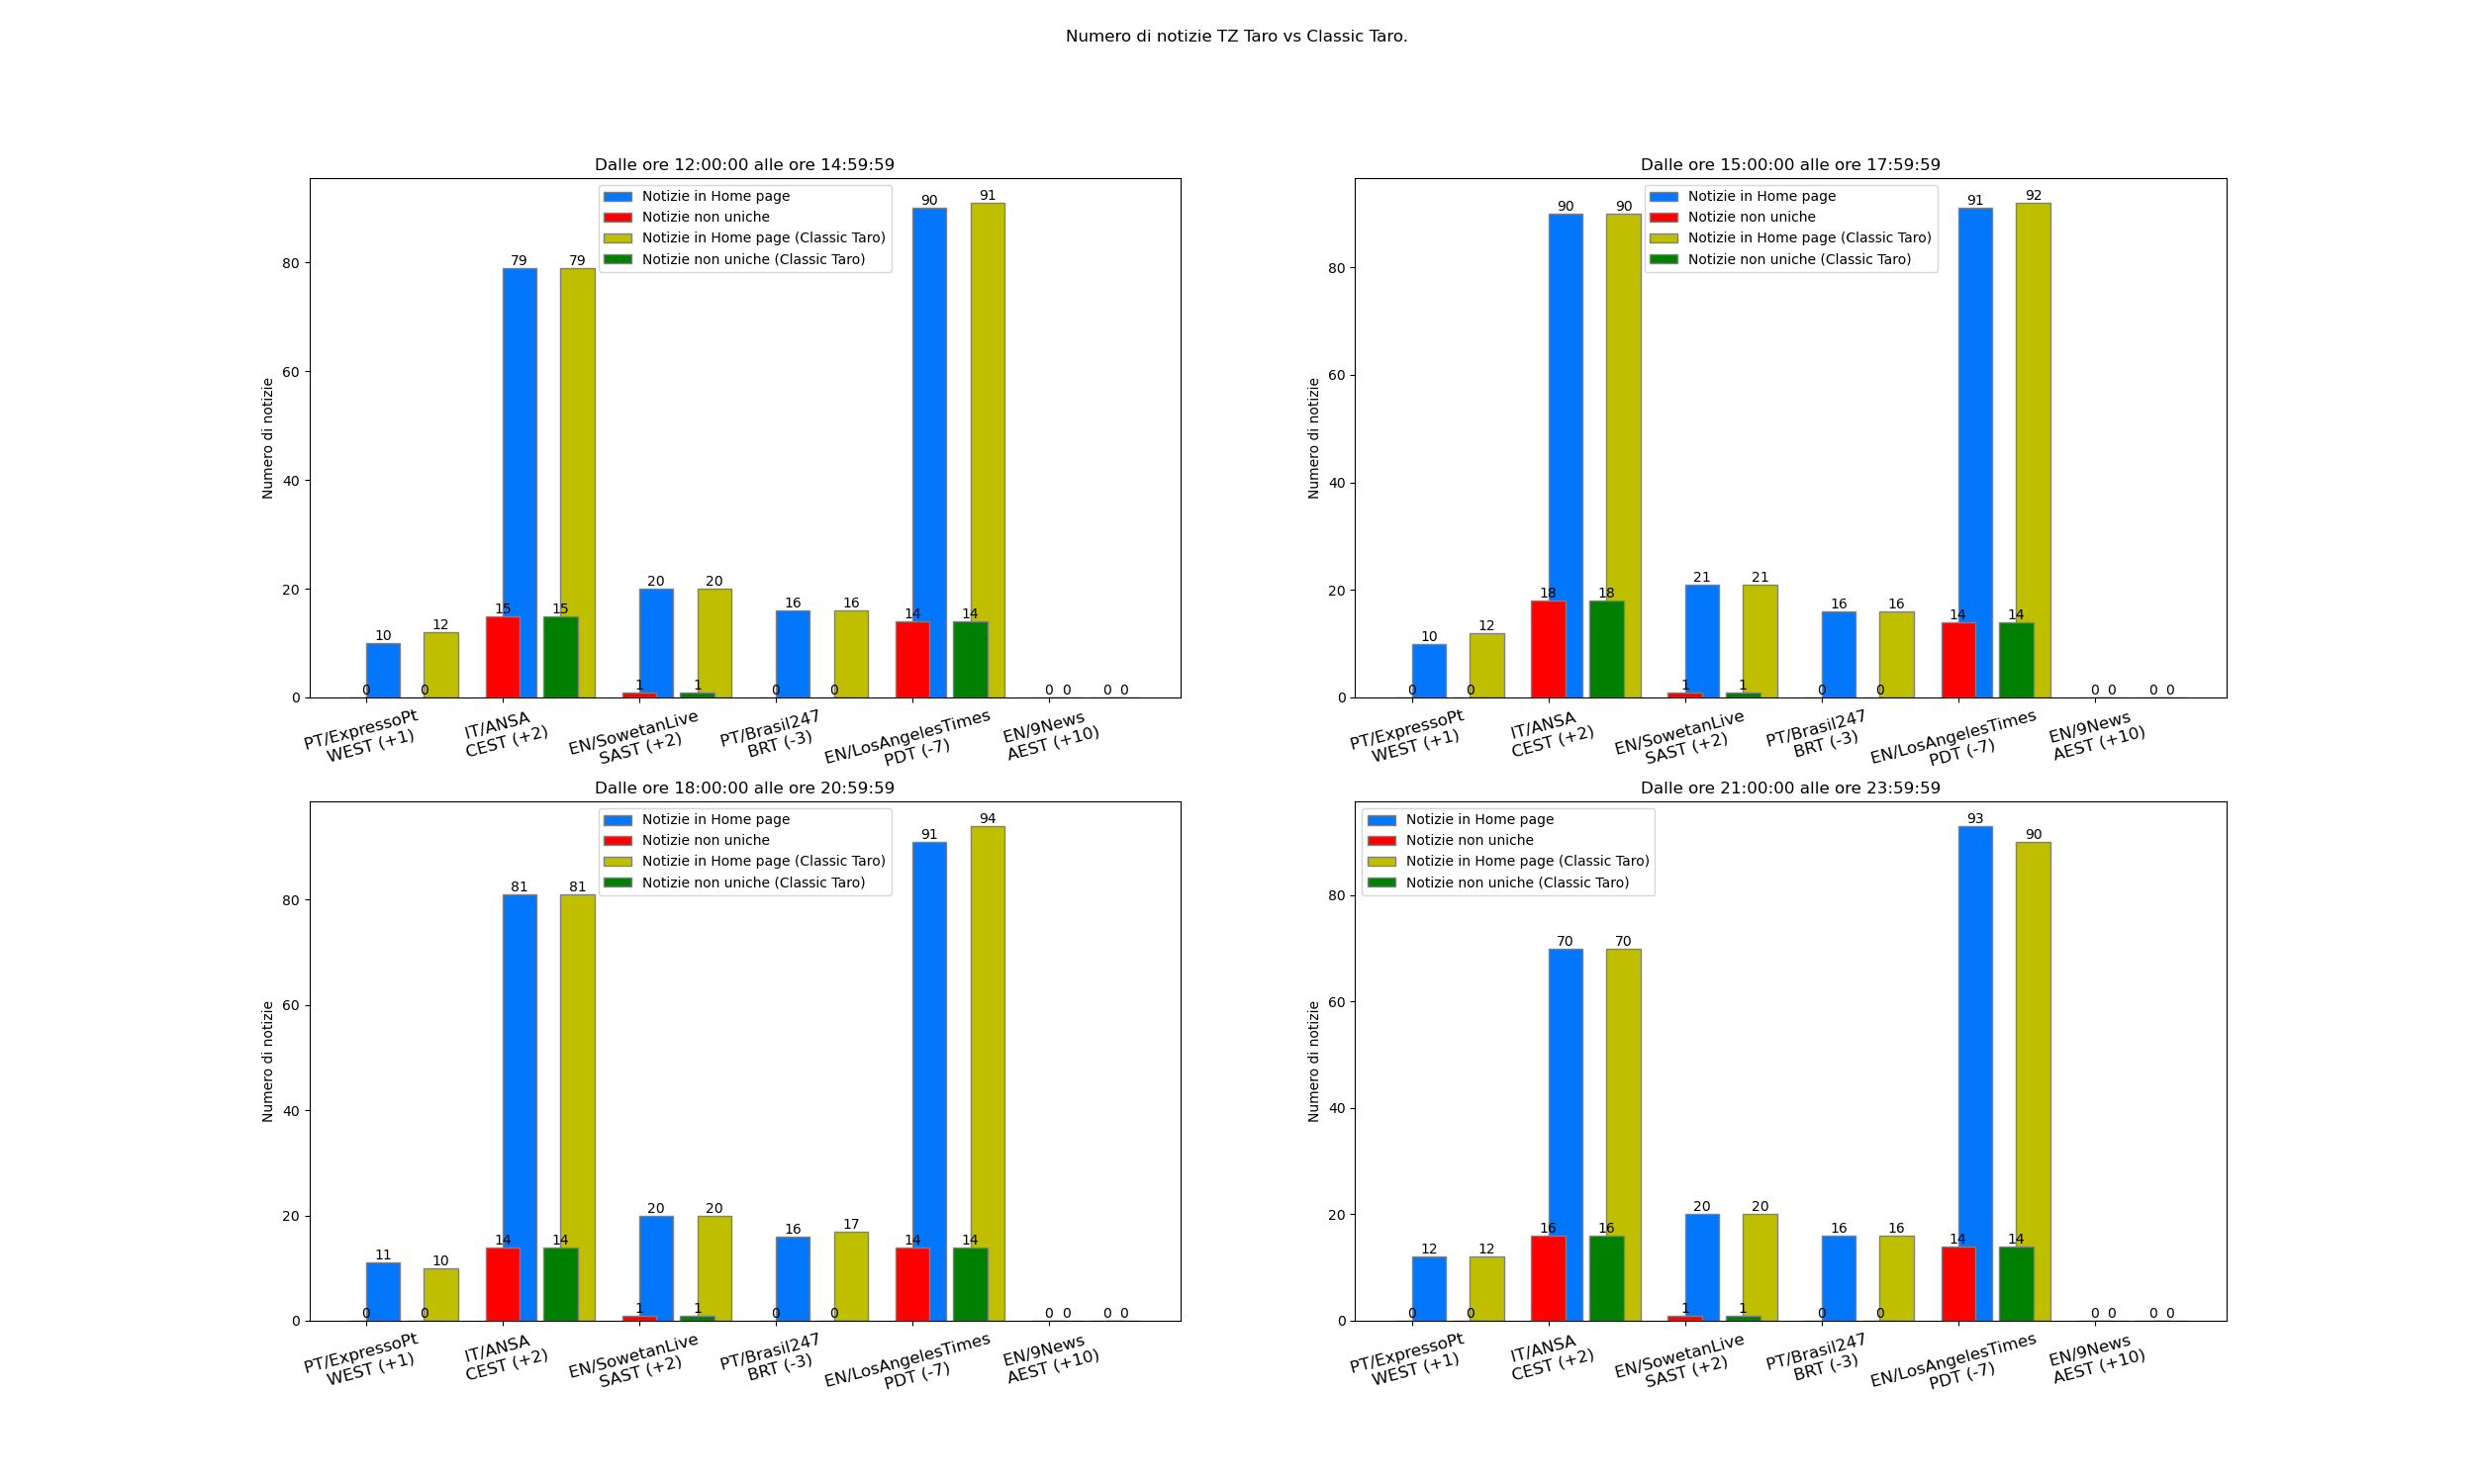 Numero di notizie TZ Taro vs Classic Taro.
Dalle ore 12:00:00 alle ore 14:59:59
Notizie in Home page
Notizie non uniche
Notizie in Home page (Classic Taro)
Notizie non uniche (Classic Taro)
Numero di notizie
80
60
40
20
0
0 10 0 12
15 79 15 79
1 20 1 20
0 16 0 16
14 90 14 91
0 0 0 0
PT/ExpressoPt
WEST (+1)
IT/ANSA
CEST (+2)
EN/SowetanLive
SAST (+2)
PT/Brasil247
BRT (-3)
EN/LosAngelesTimes
PDT (-7)
EN/9News
AEST (+10)
Dalle ore 15:00:00 alle ore 17:59:59
Notizie in Home page
Notizie non uniche
Notizie in Home page (Classic Taro)
Notizie non uniche (Classic Taro)
Numero di notizie
80
60
40
20
0
0 10 0 12
18 90 18 90
1 21 1 21
0 16 0 16
14 91 14 92
0 0 0 0
PT/ExpressoPt
WEST (+1)
IT/ANSA
CEST (+2)
EN/SowetanLive
SAST (+2)
PT/Brasil247
BRT (-3)
EN/LosAngelesTimes
PDT (-7)
EN/9News
AEST (+10)
Dalle ore 18:00:00 alle ore 20:59:59
Notizie in Home page
Notizie non uniche
Notizie in Home page (Classic Taro)
Notizie non uniche (Classic Taro)
Numero di notizie
80
60
40
20
0
0 11 0 10
14 81 14 81
1 20 1 20
0 16 0 17
14 91 14 94
0 0 0 0
PT/ExpressoPt
WEST (+1)
IT/ANSA
CEST (+2)
EN/SowetanLive
SAST (+2)
PT/Brasil247
BRT (-3)
EN/LosAngelesTimes
PDT (-7)
EN/9News
AEST (+10)
Dalle ore 21:00:00 alle ore 23:59:59
Notizie in Home page
Notizie non uniche
Notizie in Home page (Classic Taro)
Notizie non uniche (Classic Taro)
Numero di notizie
80
60
40
20
0
0 12 0 12
16 70 16 70
1 20 1 20
0 16 0 16
14 93 14 90
0 0 0 0
PT/ExpressoPt
WEST (+1)
IT/ANSA
CEST (+2)
EN/SowetanLive
SAST (+2)
PT/Brasil247
BRT (-3)
EN/LosAngelesTimes
PDT (-7)
EN/9News
AEST (+10)